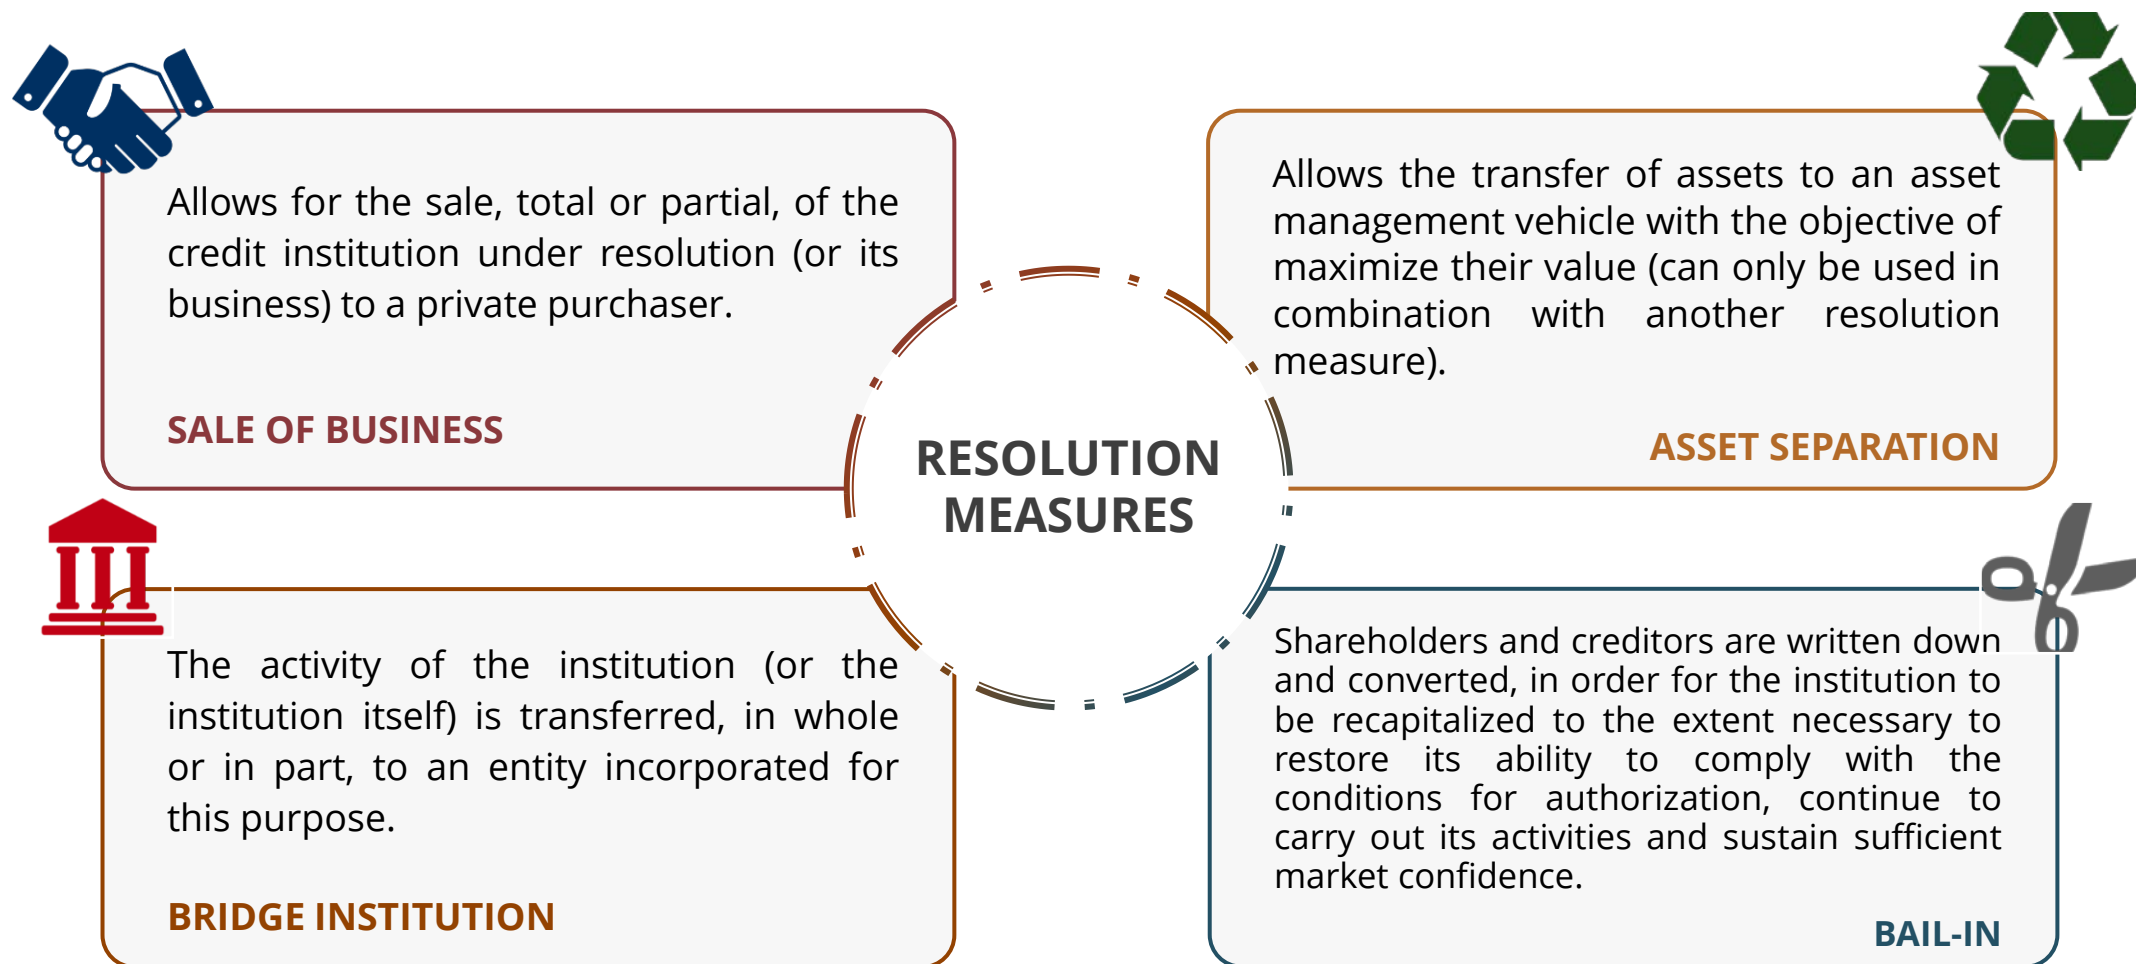 Allows for the sale, total or partial, of the
credit institution under resolution (or its
business) to a private purchaser.
SALE OF BUSINESS
Allows the transfer of assets to an asset
management vehicle with the objective of
maximize their value (can only be used in
combination with another resolution
measure).
ASSET SEPARATION
RESOLUTION
MEASURES
The activity of the institution (or the
institution itself) is transferred, in whole
or in part, to an entity incorporated for
this purpose.
BRIDGE INSTITUTION
Shareholders and creditors are written down
and converted, in order for the institution to
be recapitalized to the extent necessary to
restore its ability to comply with the
conditions for authorization, continue to
carry out its activities and sustain sufficient
market confidence.
BAIL-IN